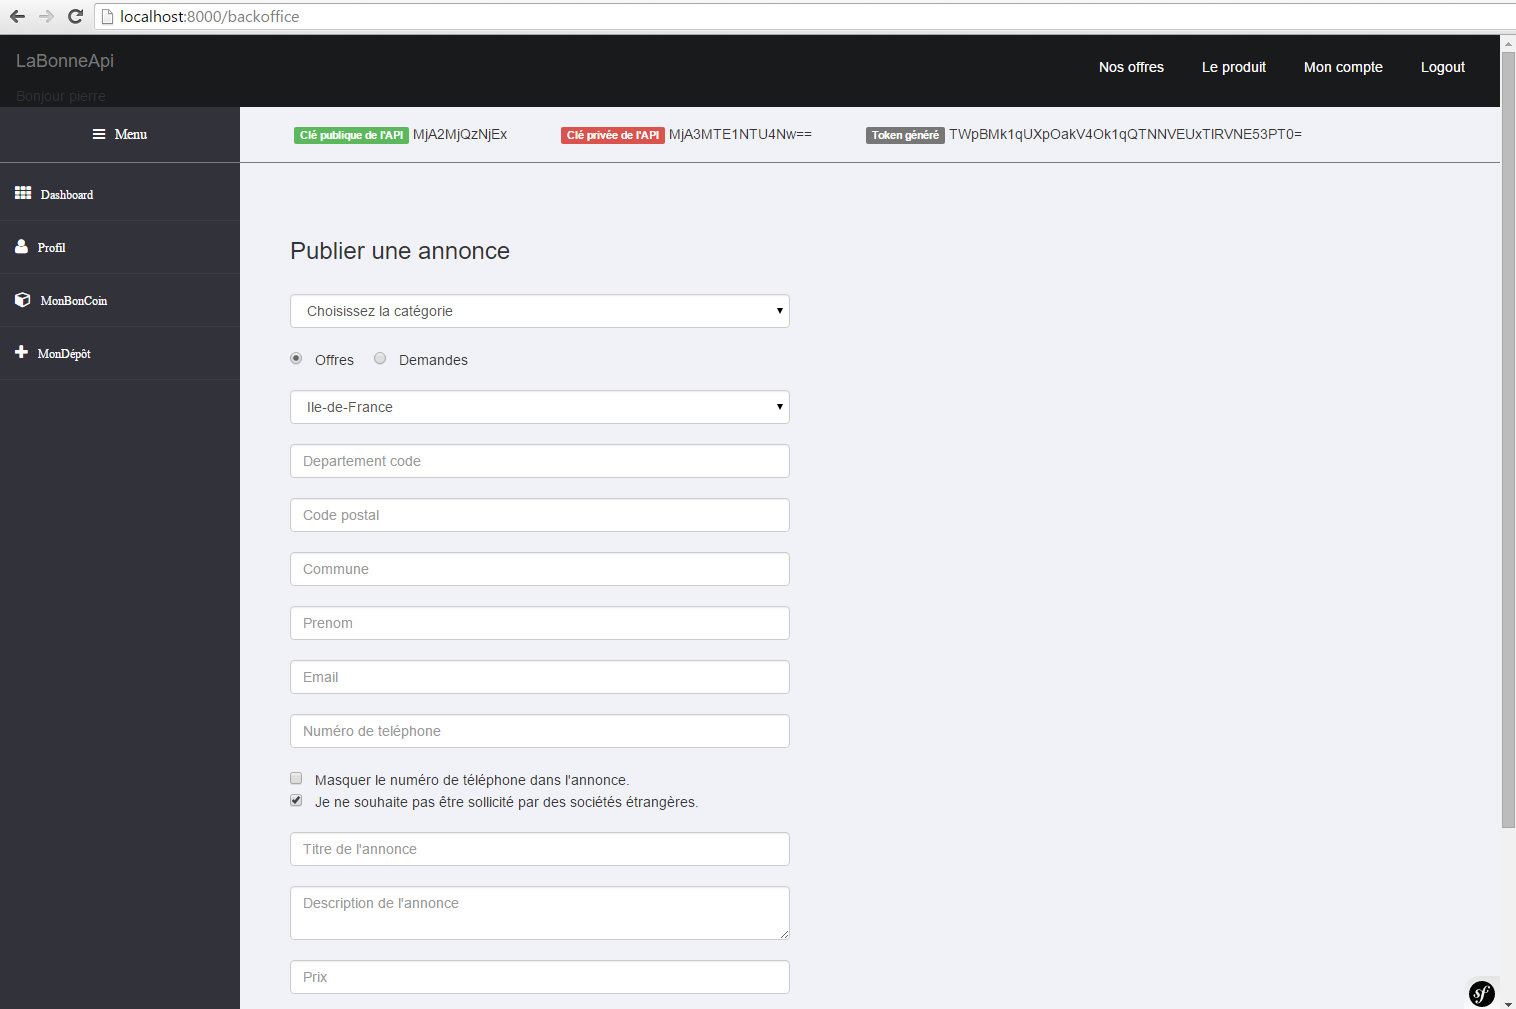 localhost:8000/backoffice
LaBonneApi
Nos offres Le produit Mon compte Logout
Bonjour pierre
Menu
Clé publique de l'API MjA2MjQzNjEx Clé privée de l'API MjA3MTE1NTU4Nw== Token généré TWpBMk1qUXpOakV4Ok1qQTNNVEUxTlRVNE53PT0=
Dashboard
Profil
MonBonCoin
MonDépôt
Publier une annonce
Choisissez la catégorie
Offres Demandes
Ile-de-France
Departement code
Code postal
Commune
Prenom
Email
Numéro de teléphone
Masquer le numéro de téléphone dans l'annonce.
Je ne souhaite pas être sollicité par des sociétés étrangères.
Titre de l'annonce
Description de l'annonce
Prix
sf